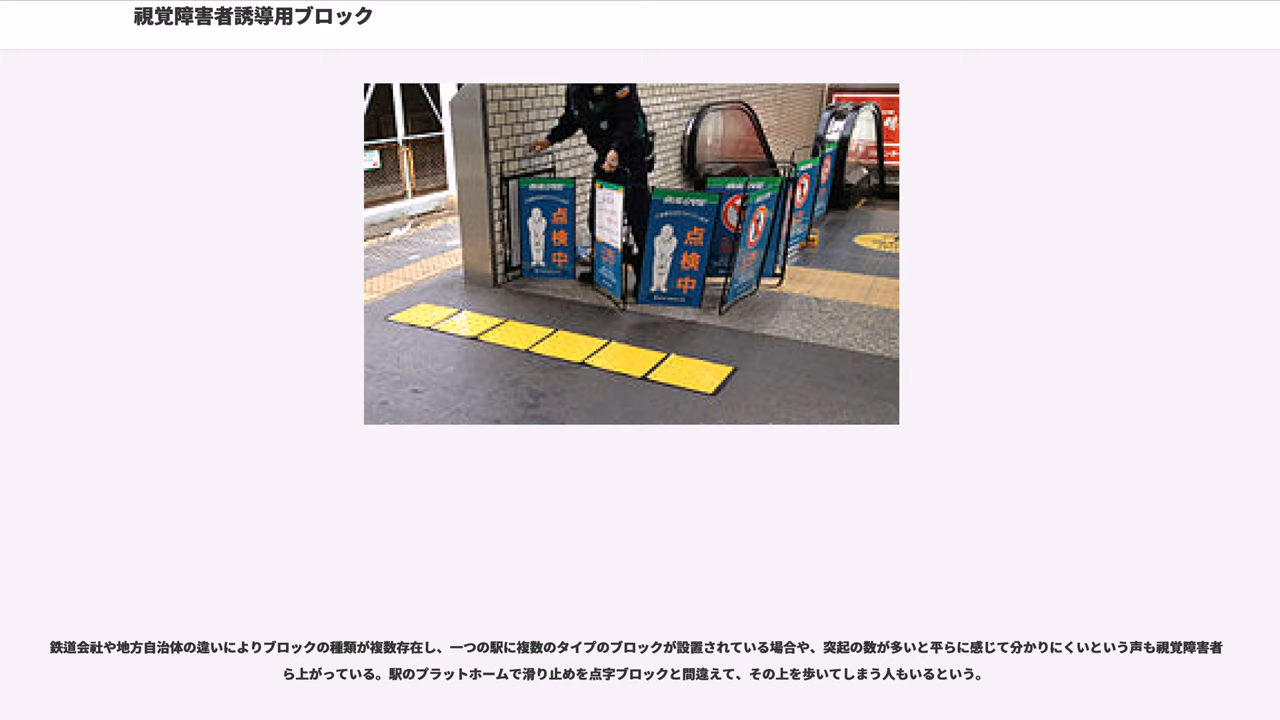 視覚障害者誘導用ブロック
点検中
点検中
鉄道会社や地方自治体の違いによりブロックの種類が複数存在し、一つの駅に複数のタイプのブロックが設置されている場合や、突起の数が多いと平らに感じて分かりにくいという声も視覚障害者
ら上がっている。駅のプラットホームで滑り止めを点字ブロックと間違えて、その上を歩いてしまう人もいるという。